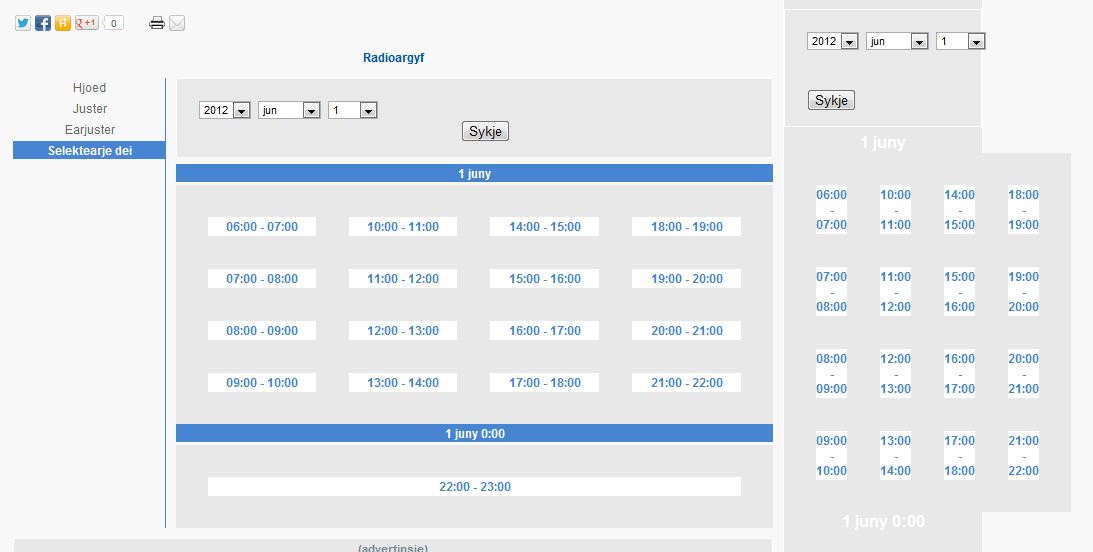 g+1 0
Radioargyf
Hjoed
Juster
Earjuster
Selektearje dei
2012 jun 1
Sykje
1 juny
06:00 - 07:00 10:00 - 11:00 14:00 - 15:00 18:00 - 19:00
07:00 - 08:00 11:00 - 12:00 15:00 - 16:00 19:00 - 20:00
08:00 - 09:00 12:00 - 13:00 16:00 - 17:00 20:00 - 21:00
09:00 - 10:00 13:00 - 14:00 17:00 - 18:00 21:00 - 22:00
1 juny 0:00
22:00 - 23:00
(advertinsje)
2012 jun 1
Sykje
1 juny
06:00 10:00 14:00 18:00
- - - -
07:00 11:00 15:00 19:00
07:00 11:00 15:00 19:00
- - - -
08:00 12:00 16:00 20:00
08:00 12:00 16:00 20:00
- - - -
09:00 13:00 17:00 21:00
09:00 13:00 17:00 21:00
- - - -
10:00 14:00 18:00 22:00
1 juny 0:00